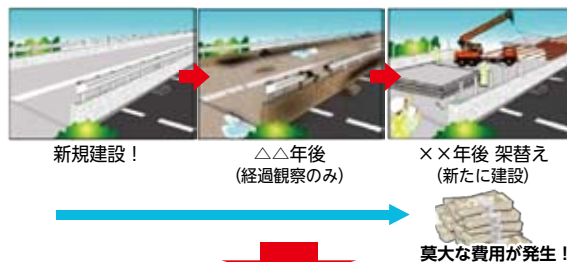 新規建設！
△△年後
(経過観察のみ)
××年後 架替え
(新たに建設)
莫大な費用が発生！